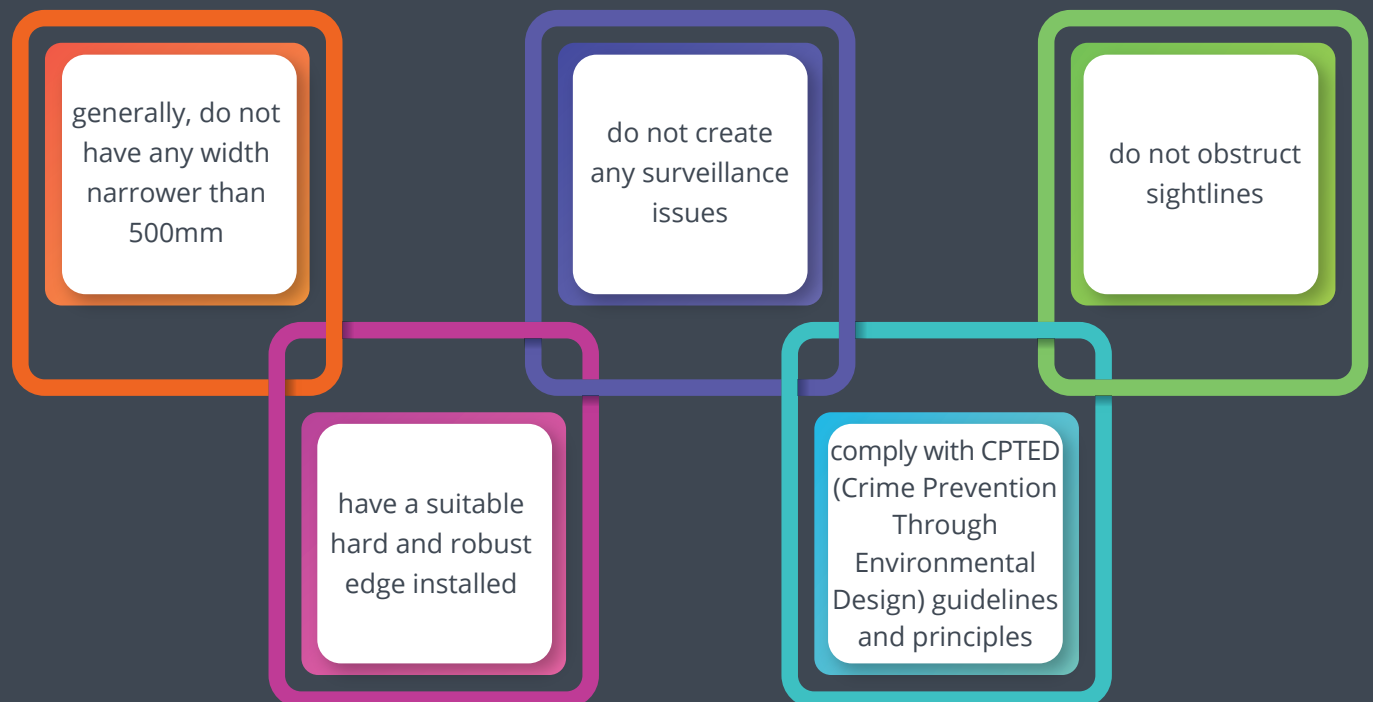 generally, do not
have any width
narrower than
500mm
have a suitable
hard and robust
edge installed
do not create
any surveillance
issues
comply with CPTED
(Crime Prevention
Through
Environmental
Design) guidelines
and principles
do not obstruct
sightlines